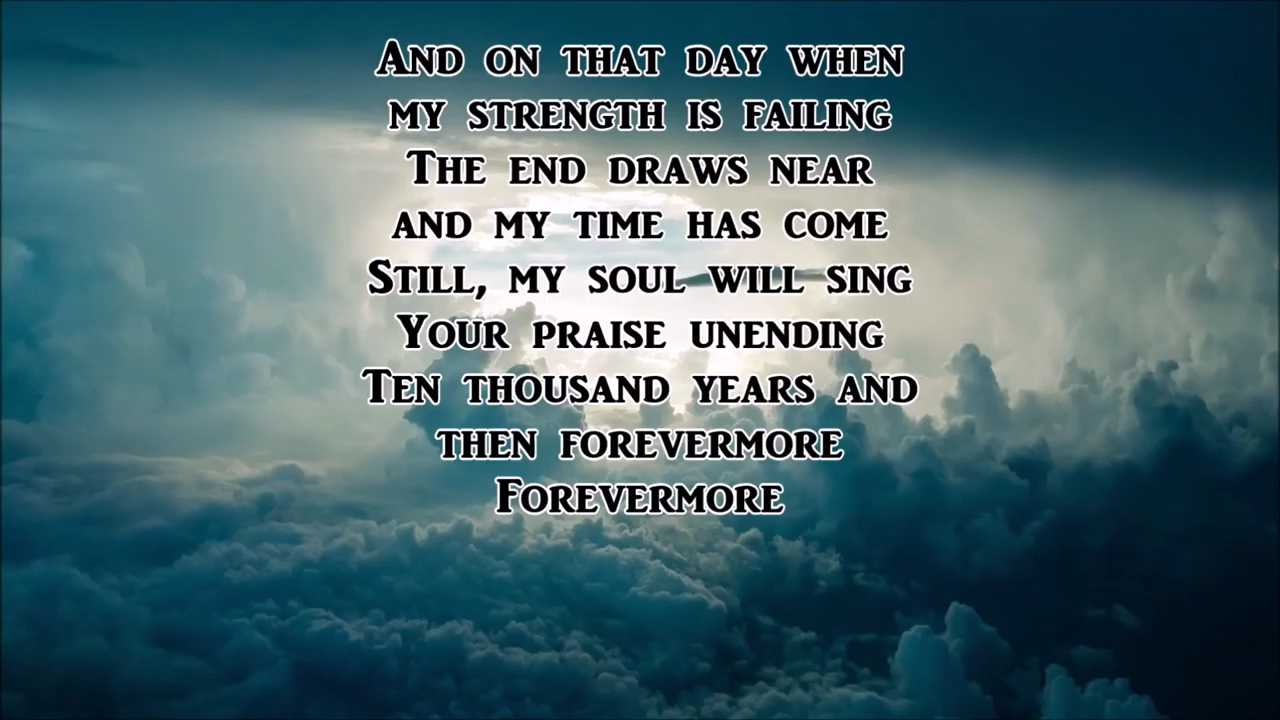 And on that day when
my strength is failing
The end draws near
and my time has come
Still, my soul will sing
Your praise unending
Ten thousand years and
then forevermore
Forevermore